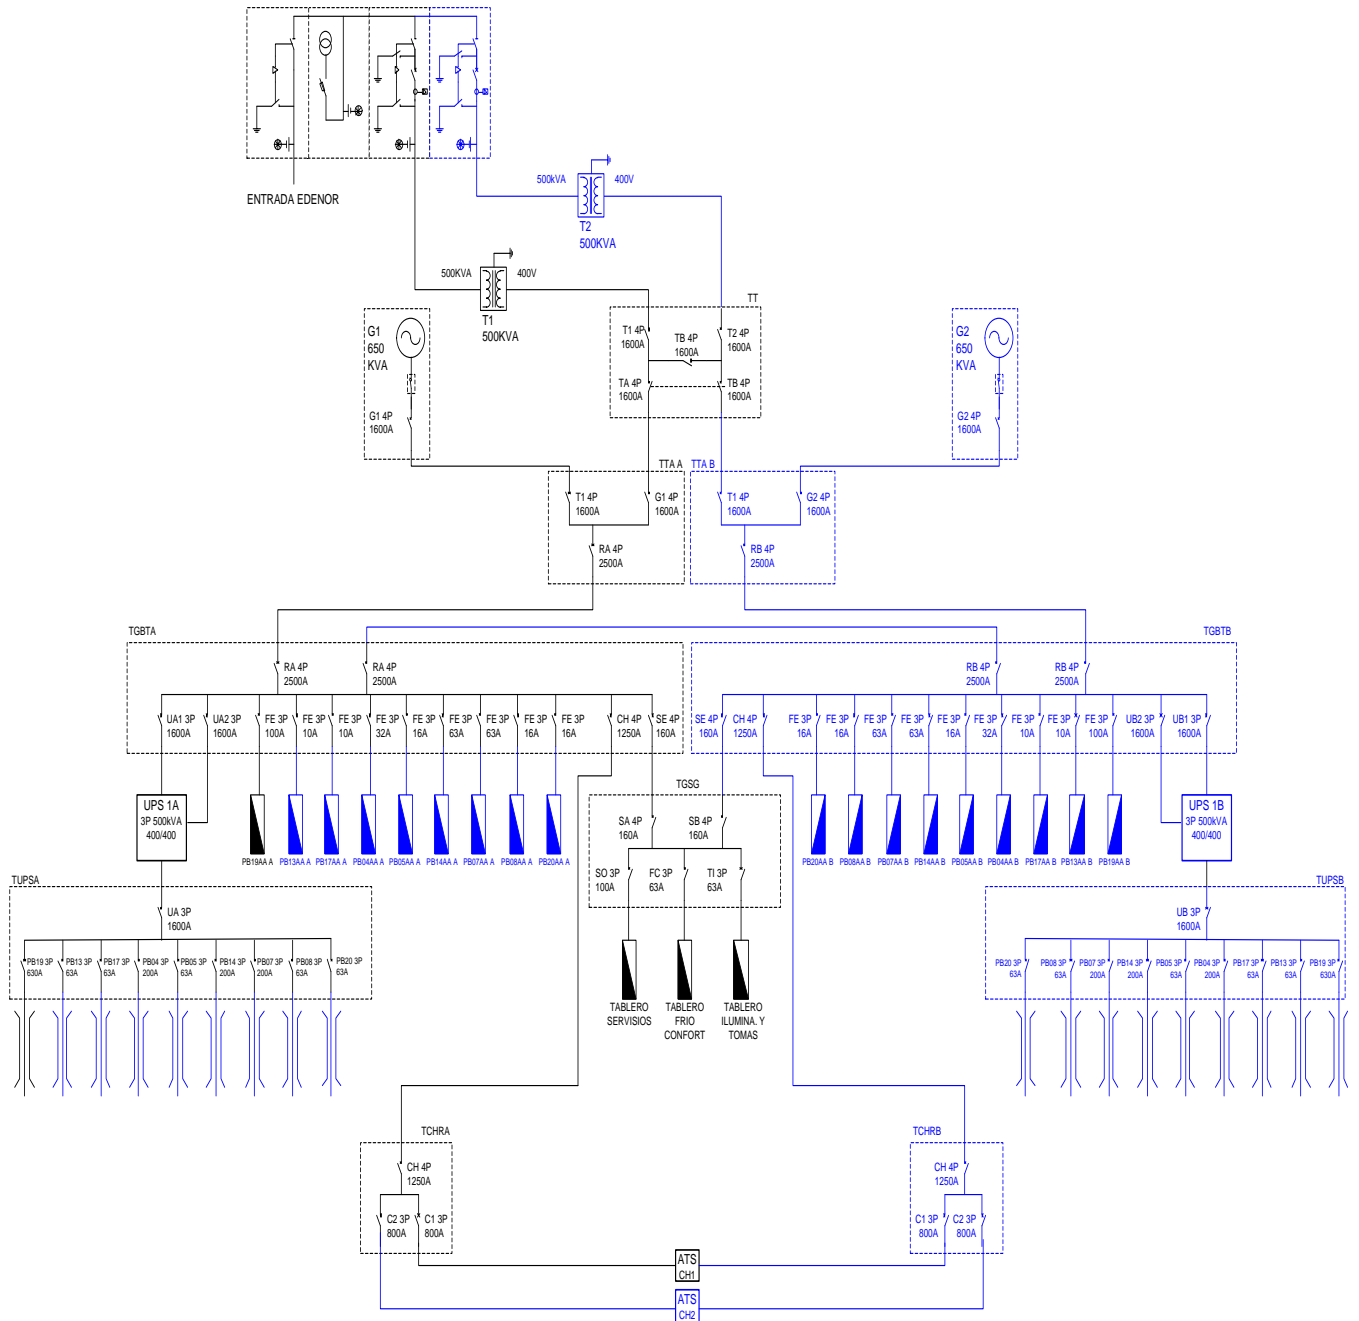 ENTRADA EDENOR
500kVA
400V
T2
500KVA
500KVA
400V
T1
500KVA
TT
T1 4P
1600A
TB 4P
1600A
T2 4P
1600A
TA 4P
1600A
TB 4P
1600A
G1
650
KVA
G1 4P
1600A
G2
650
KVA
G2 4P
1600A
TTA A
T1 4P
1600A
G1 4P
1600A
RA 4P
2500A
TTA B
T1 4P
1600A
G2 4P
1600A
RB 4P
2500A
TGBTA
RA 4P
2500A
RA 4P
2500A
UA1 3P
1600A
UA2 3P
1600A
FE 3P
100A
FE 3P
10A
FE 3P
10A
FE 3P
32A
FE 3P
16A
FE 3P
63A
FE 3P
63A
FE 3P
16A
FE 3P
16A
CH 4P
1250A
SE 4P
160A
TGBTB
RB 4P
2500A
RB 4P
2500A
SE 4P
160A
CH 4P
1250A
FE 3P
16A
FE 3P
16A
FE 3P
63A
FE 3P
63A
FE 3P
16A
FE 3P
32A
FE 3P
10A
FE 3P
10A
FE 3P
100A
UB2 3P
1600A
UB1 3P
1600A
UPS 1A
3P 500kVA
400/400
PB19AA A
PB13AA A
PB17AA A
PB04AA A
PB05AA A
PB14AA A
PB07AA A
PB08AA A
PB20AA A
TGSG
SA 4P
160A
SB 4P
160A
SO 3P
100A
FC 3P
63A
TI 3P
63A
TABLERO
SERVISIOS
TABLERO
FRIO
CONFORT
TABLERO
ILUMINA. Y
TOMAS
PB20AA B
PB08AA B
PB07AA B
PB14AA B
PB05AA B
PB04AA B
PB17AA B
PB13AA B
PB19AA B
UPS 1B
3P 500kVA
400/400
TUPSA
UA 3P
1600A
PB19 3P
630A
PB13 3P
63A
PB17 3P
63A
PB04 3P
200A
PB05 3P
63A
PB14 3P
200A
PB07 3P
200A
PB08 3P
63A
PB20 3P
63A
TUPSB
UB 3P
1600A
PB20 3P
63A
PB08 3P
63A
PB07 3P
200A
PB14 3P
200A
PB05 3P
63A
PB04 3P
200A
PB17 3P
63A
PB13 3P
63A
PB19 3P
630A
TCHRA
CH 4P
1250A
C2 3P
800A
C1 3P
800A
TCHRB
CH 4P
1250A
C1 3P
800A
C2 3P
800A
ATS
CH1
ATS
CH2